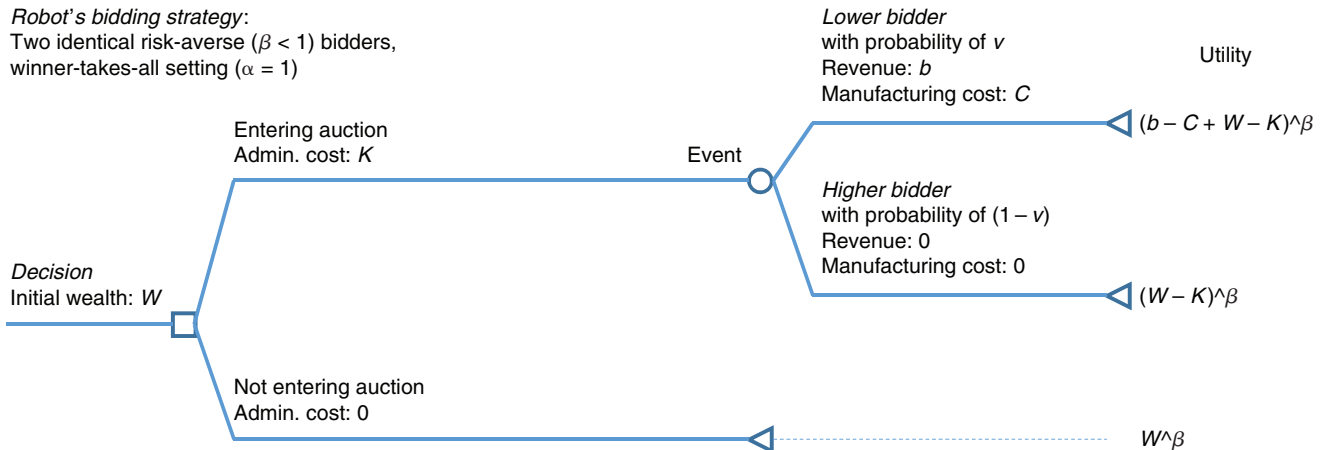 Robot's bidding strategy:
Two identical risk-averse (β < 1) bidders,
winner-takes-all setting (α = 1)
Lower bidder
with probability of v
Revenue: b
Manufacturing cost: C
Utility
Entering auction
Admin. cost: K
Event
(b – C + W – K)^β
Higher bidder
with probability of (1 – v)
Revenue: 0
Manufacturing cost: 0
Decision
Initial wealth: W
(W – K)^β
Not entering auction
Admin. cost: 0
W^β